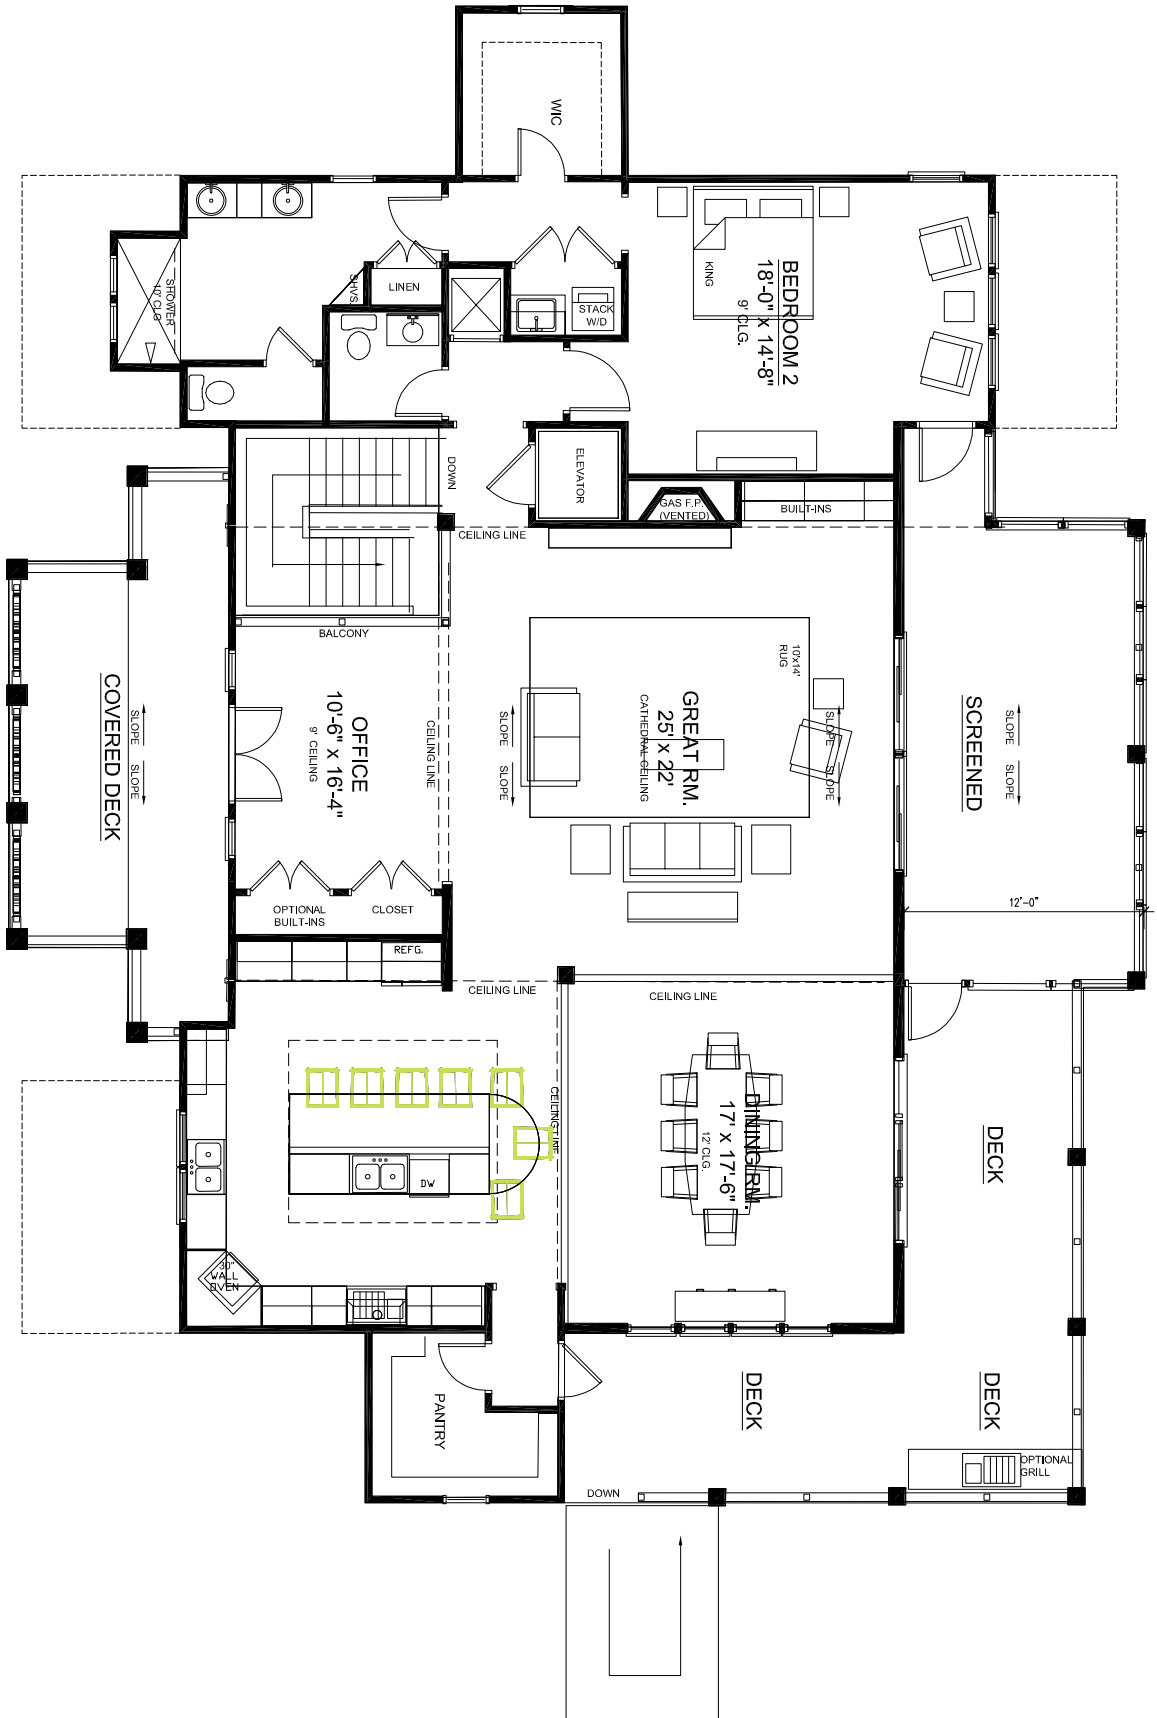 WIC
SHOWER
10' CLG
SHVS
LINEN
STACK
W/D
KING
BEDROOM 2
18'-0" x 14'-8"
9' CLG.
DOWN
ELEVATOR
GAS F.P.
(VENTED)
BUILT-INS
CEILING LINE
BALCONY
COVERED DECK
SLOPE
SLOPE
OFFICE
10'-6" x 16'-4"
9' CEILING
CEILING LINE
SLOPE
SLOPE
GREAT RM.
25' x 22'
CATHEDRAL CEILING
10'x14'
RUG
SLOPE
SLOPE
SCREENED
SLOPE
SLOPE
12'-0"
OPTIONAL
BUILT-INS
CLOSET
REFG.
CEILING LINE
CEILING LINE
CEILING LINE
DINING RM.
17' x 17'-6"
12' CLG.
DW
30"
WALL
OVEN
DECK
PANTRY
DECK
DECK
OPTIONAL
GRILL
DOWN